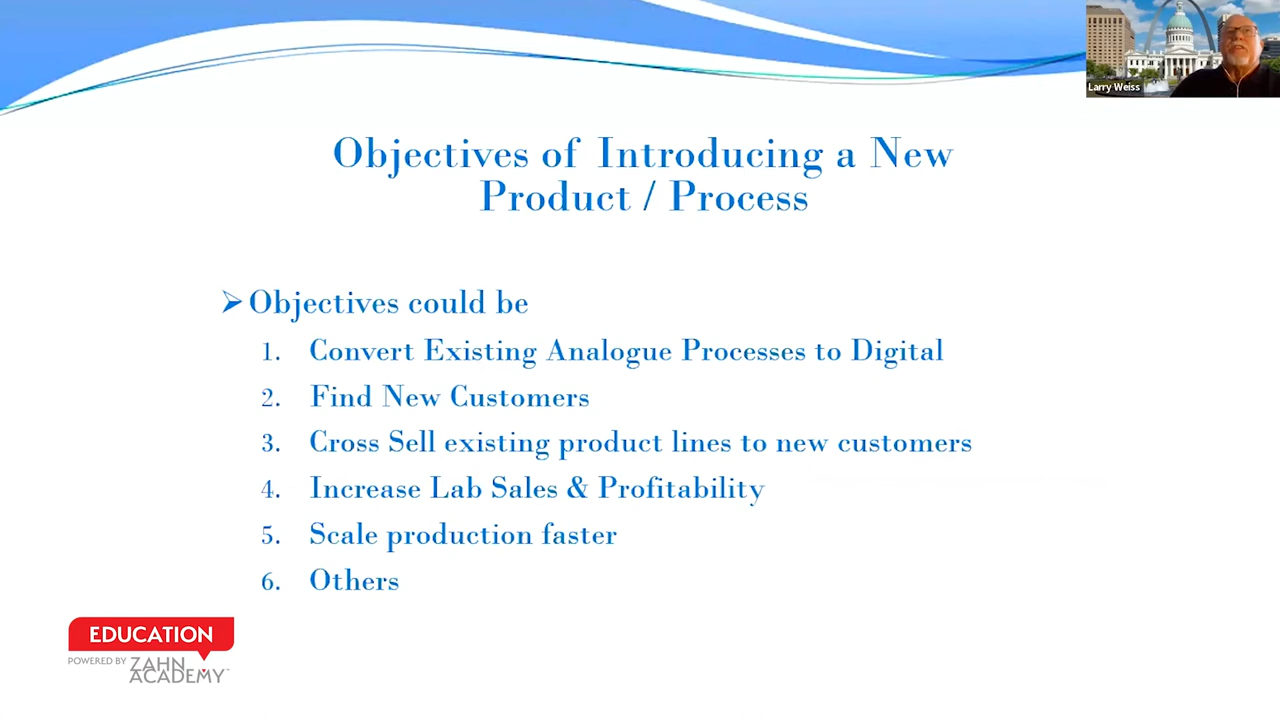 Larry Weiss
Objectives of Introducing a New
Product / Process
Objectives could be
1. Convert Existing Analogue Processes to Digital
2. Find New Customers
3. Cross Sell existing product lines to new customers
4. Increase Lab Sales & Profitability
5. Scale production faster
6. Others
EDUCATION
POWERED BY ZAHN
ACADEMY™